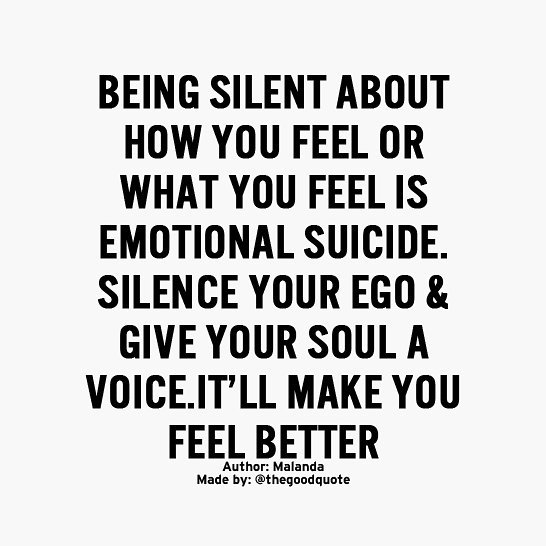 BEING SILENT ABOUT
HOW YOU FEEL OR
WHAT YOU FEEL IS
EMOTIONAL SUICIDE.
SILENCE YOUR EGO &
GIVE YOUR SOUL A
VOICE.IT'LL MAKE YOU
FEEL BETTER
Author: Malanda
Made by: @thegoodquote